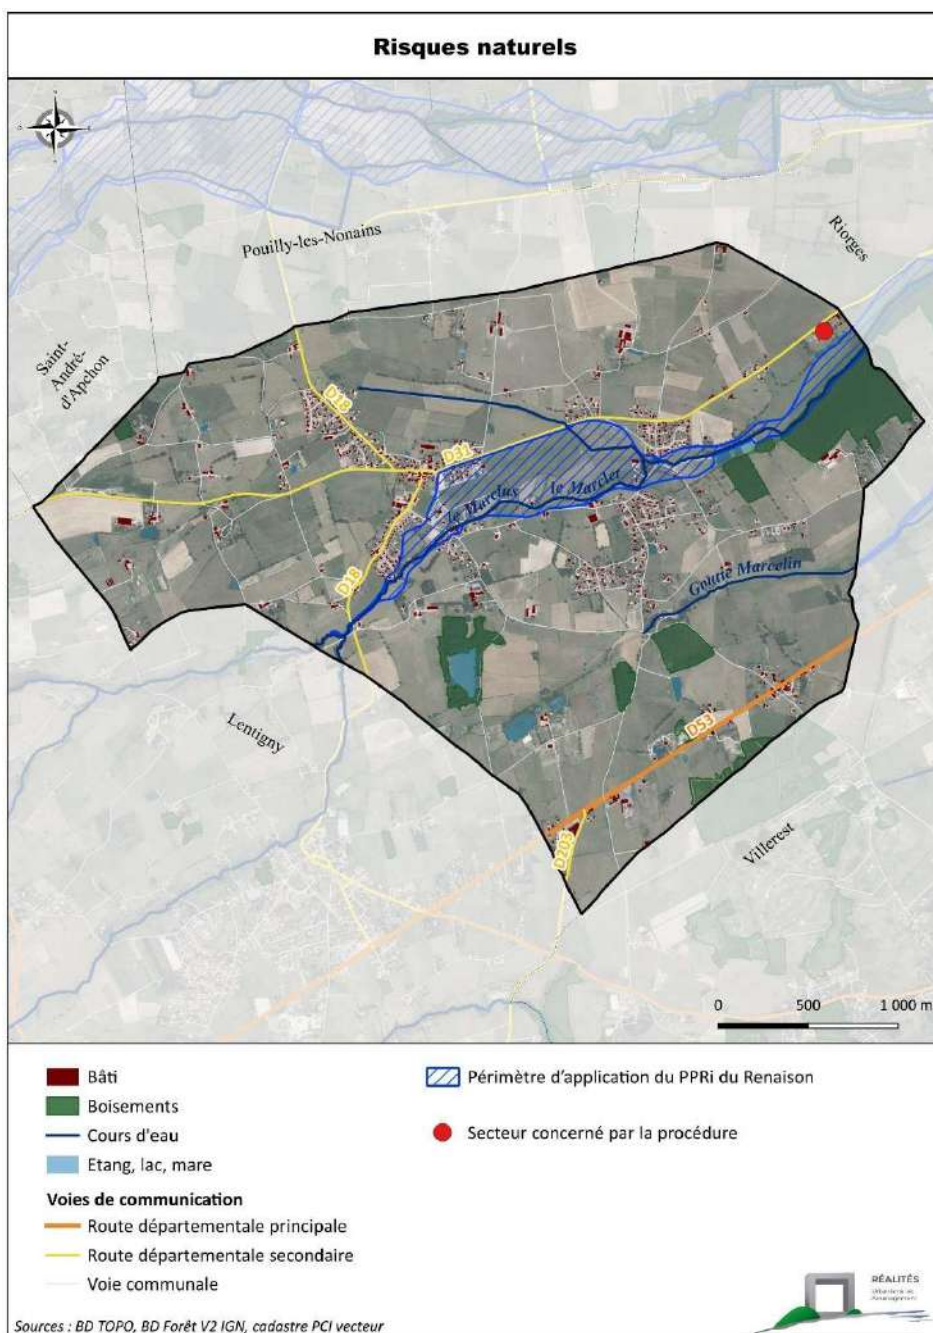 Risques naturels
Pouilly-les-Nonains
Riorges
Saint-
André-
d'Apchon
D18
D31
le Marclus
le Marclet
D18
Goutte Marcelin
Lentigny
D53
D203
Villerest
0 500 1 000 m
Bâti
Boisements
Cours d'eau
Etang, lac, mare
Voies de communication
Route départementale principale
Route départementale secondaire
Voie communale
Périmètre d'application du PPRi du Renaison
Secteur concerné par la procédure
RÉALITÉS
Sources : BD TOPO, BD Forêt V2 IGN, cadastre PCI vecteur